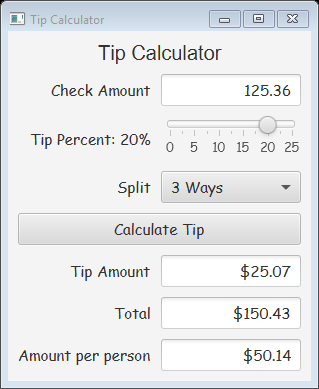 Tip Calculator
Tip Calculator
Check Amount 125.36
Tip Percent: 20%
0 5 10 15 20 25
Split 3 Ways
Calculate Tip
Tip Amount $25.07
Total $150.43
Amount per person $50.14